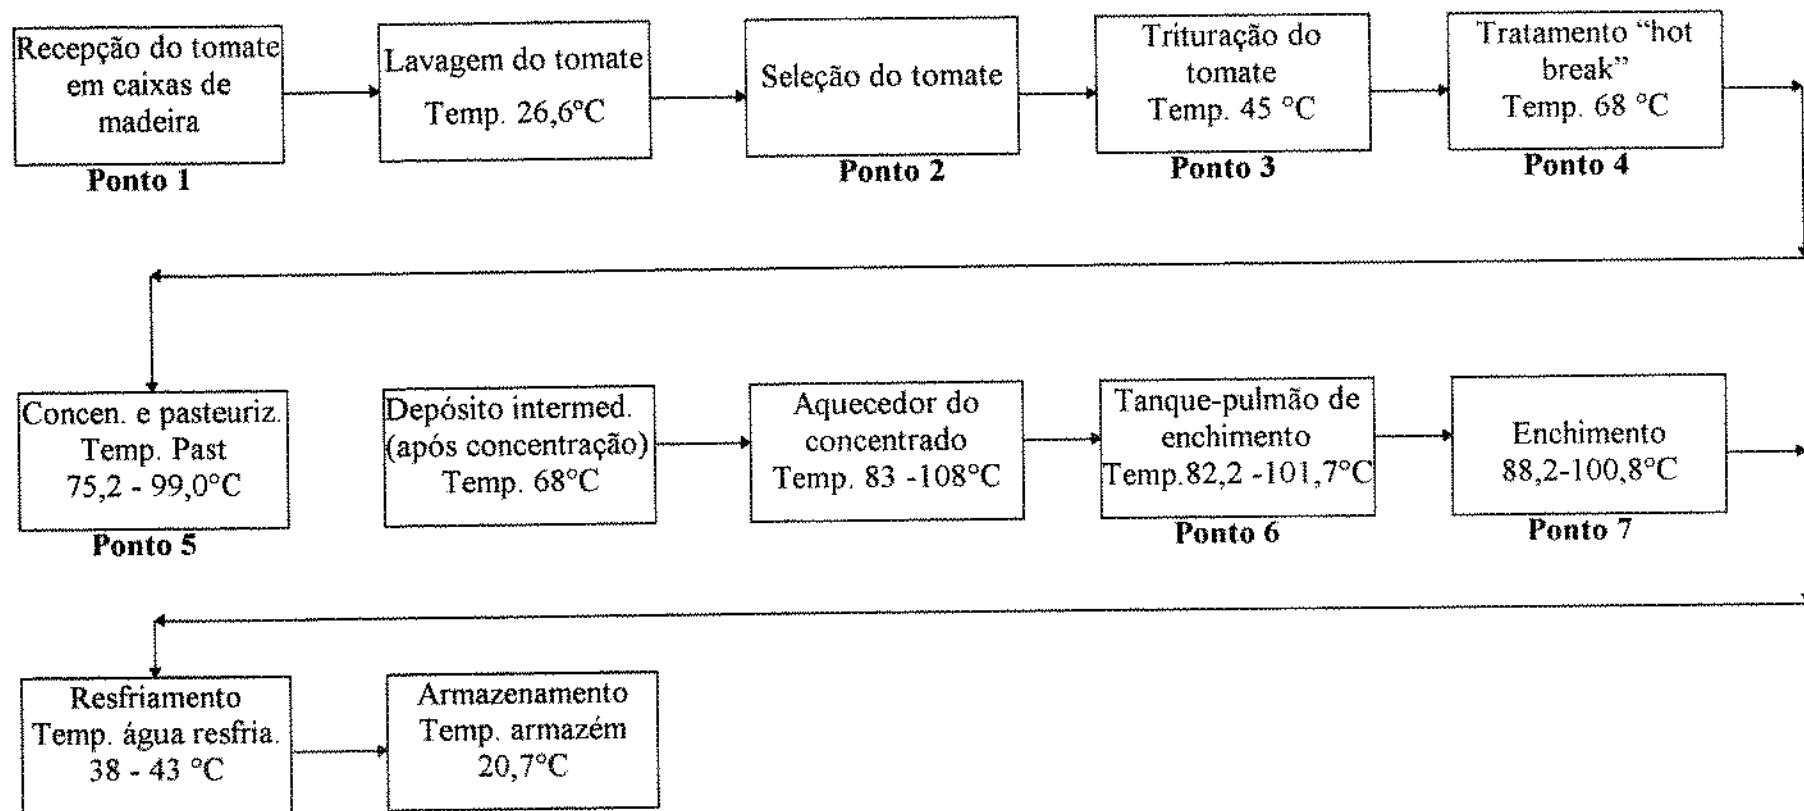 Recepção do tomate
em caixas de
madeira
Ponto 1
Lavagem do tomate
Temp. 26,6°C
Seleção do tomate
Ponto 2
Trituração do
tomate
Temp. 45 °C
Ponto 3
Tratamento “hot
break”
Temp. 68 °C
Ponto 4
Concen. e pasteuriz.
Temp. Past
75,2 - 99,0°C
Ponto 5
Depósito intermed.
(após concentração)
Temp. 68°C
Aquecedor do
concentrado
Temp. 83 -108°C
Tanque-pulmão de
enchimento
Temp.82,2 -101,7°C
Ponto 6
Enchimento
88,2-100,8°C
Ponto 7
Resfriamento
Temp. água resfria.
38 - 43 °C
Armazenamento
Temp. armazém
20,7°C